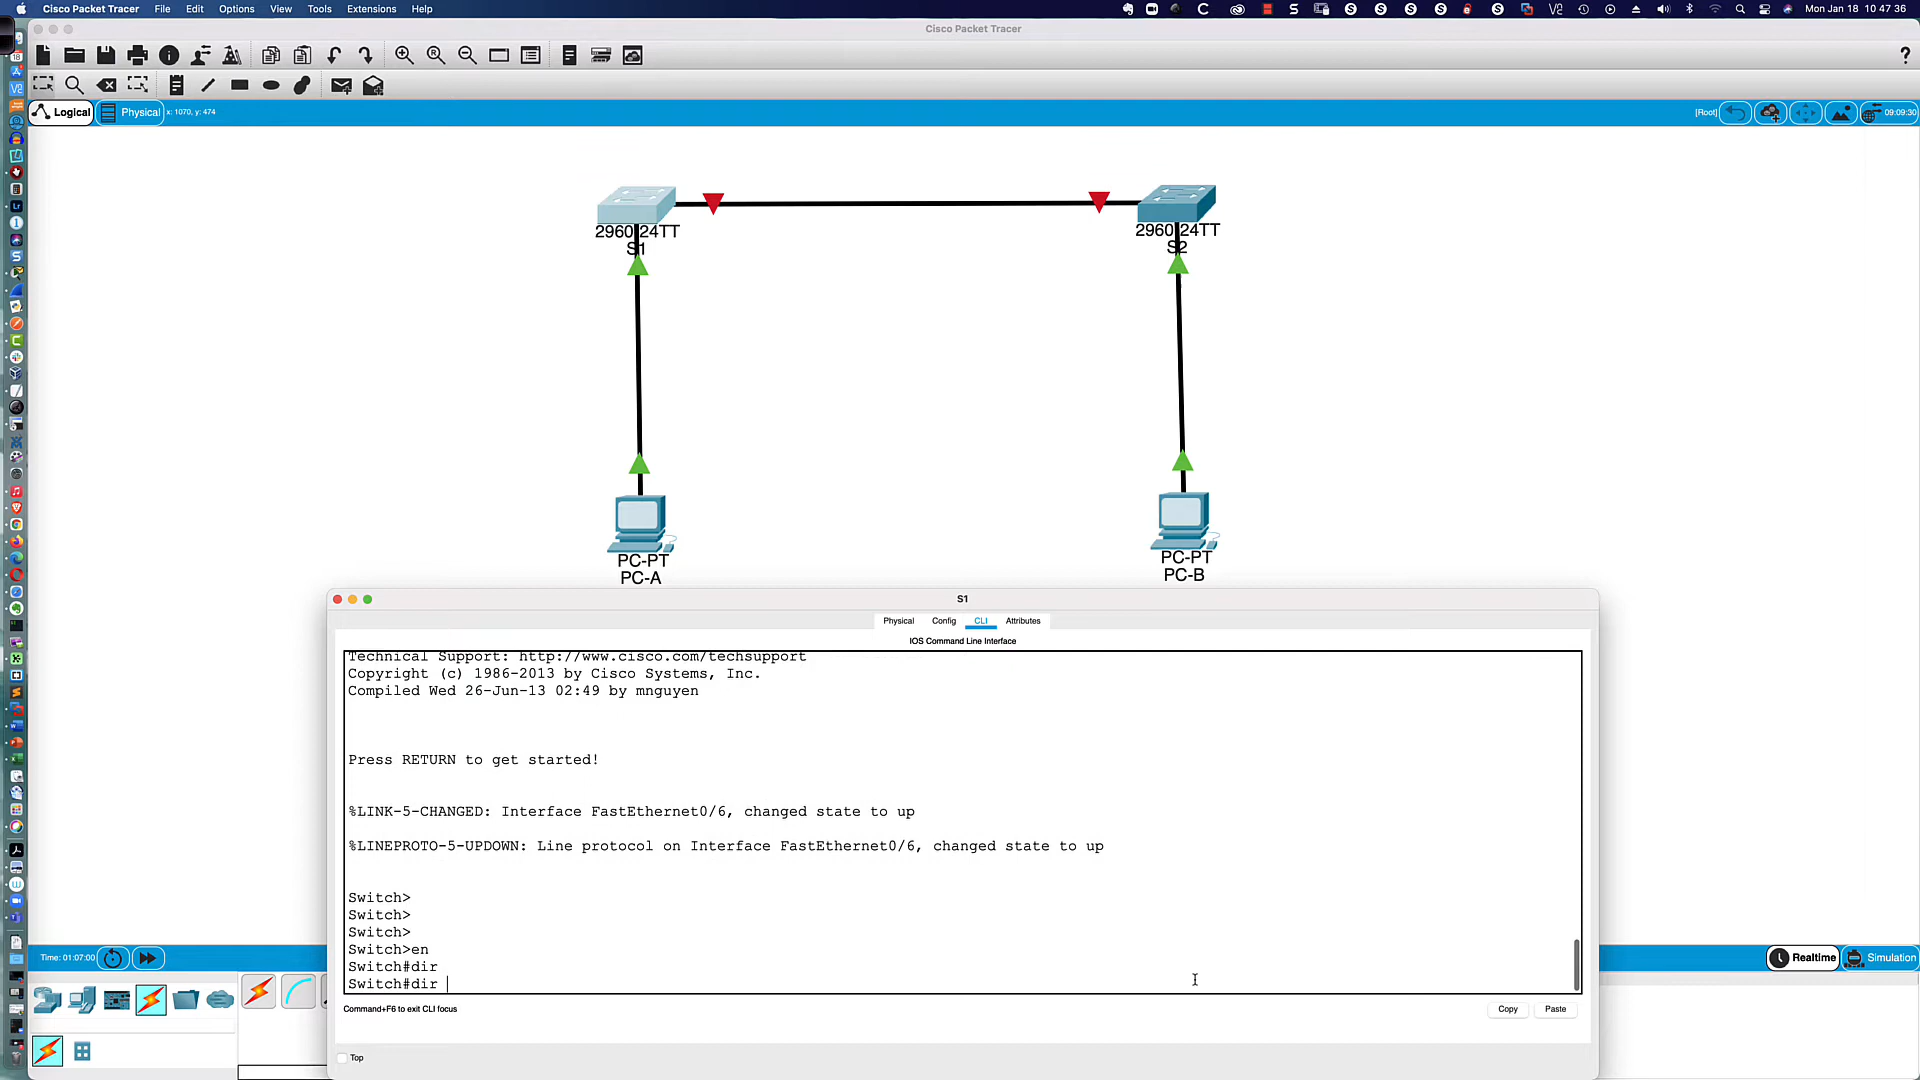 Cisco Packet Tracer File Edit Options View Tools Extensions Help Mon Jan 18 10 47 36
Cisco Packet Tracer
Logical Physical x: 1070, y: 474 [Root] 09:09:30
2960-24TT
S1
2960-24TT
S2
PC-PT
PC-A
PC-PT
PC-B
S1
Physical Config CLI Attributes
IOS Command Line Interface
Technical Support: http://www.cisco.com/techsupport
Copyright (c) 1986-2013 by Cisco Systems, Inc.
Compiled Wed 26-Jun-13 02:49 by mnguyen
Press RETURN to get started!
%LINK-5-CHANGED: Interface FastEthernet0/6, changed state to up
%LINEPROTO-5-UPDOWN: Line protocol on Interface FastEthernet0/6, changed state to up
Switch>
Switch>
Switch>
Switch>en
Switch#dir
Switch#dir
Command+F6 to exit CLI focus
Copy Paste
Top
Time: 01:07:00
Realtime Simulation